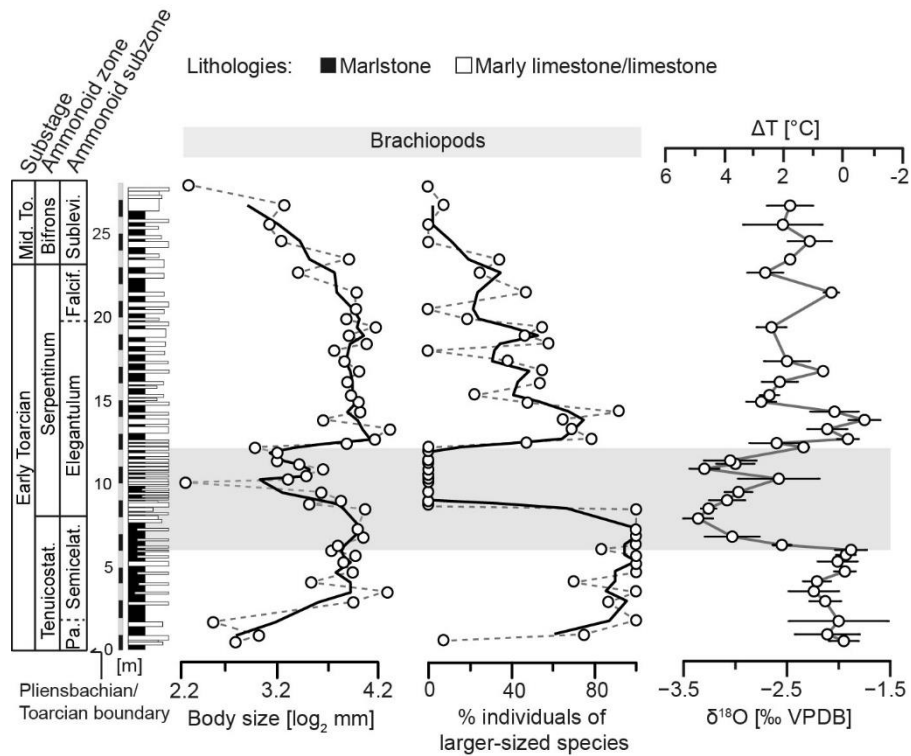 Lithologies: Marlstone Marly limestone/limestone
Substage
Ammonoid zone
Ammonoid subzone
Brachiopods
ΔT [°C]
6 4 2 0 -2
Mid. To.
Early Toarcian
Bifrons
Serpentinum
Tenuicostat.
Sublevi.
Falcif.
Elegantulum
Semicelat.
Pa.
25
20
15
10
5
0
[m]
Pliensbachian/
Toarcian boundary
2.2 3.2 4.2
Body size [log2 mm]
0 40 80
% individuals of
larger-sized species
−3.5 −2.5 −1.5
δ18O [‰ VPDB]